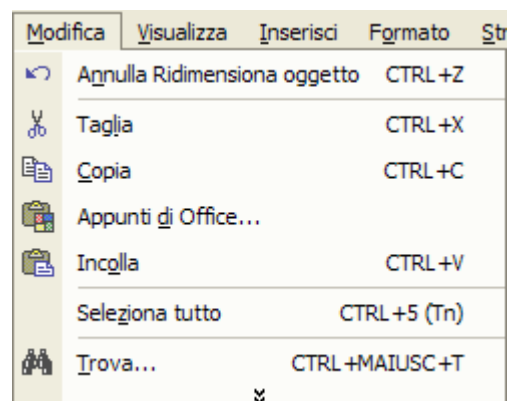 Modifica Visualizza Inserisci Formato Str
Annulla Ridimensiona oggetto CTRL+Z
Taglia CTRL+X
Copia CTRL+C
Appunti di Office...
Incolla CTRL+V
Seleziona tutto CTRL+5 (Tn)
Trova... CTRL+MAIUSC+T